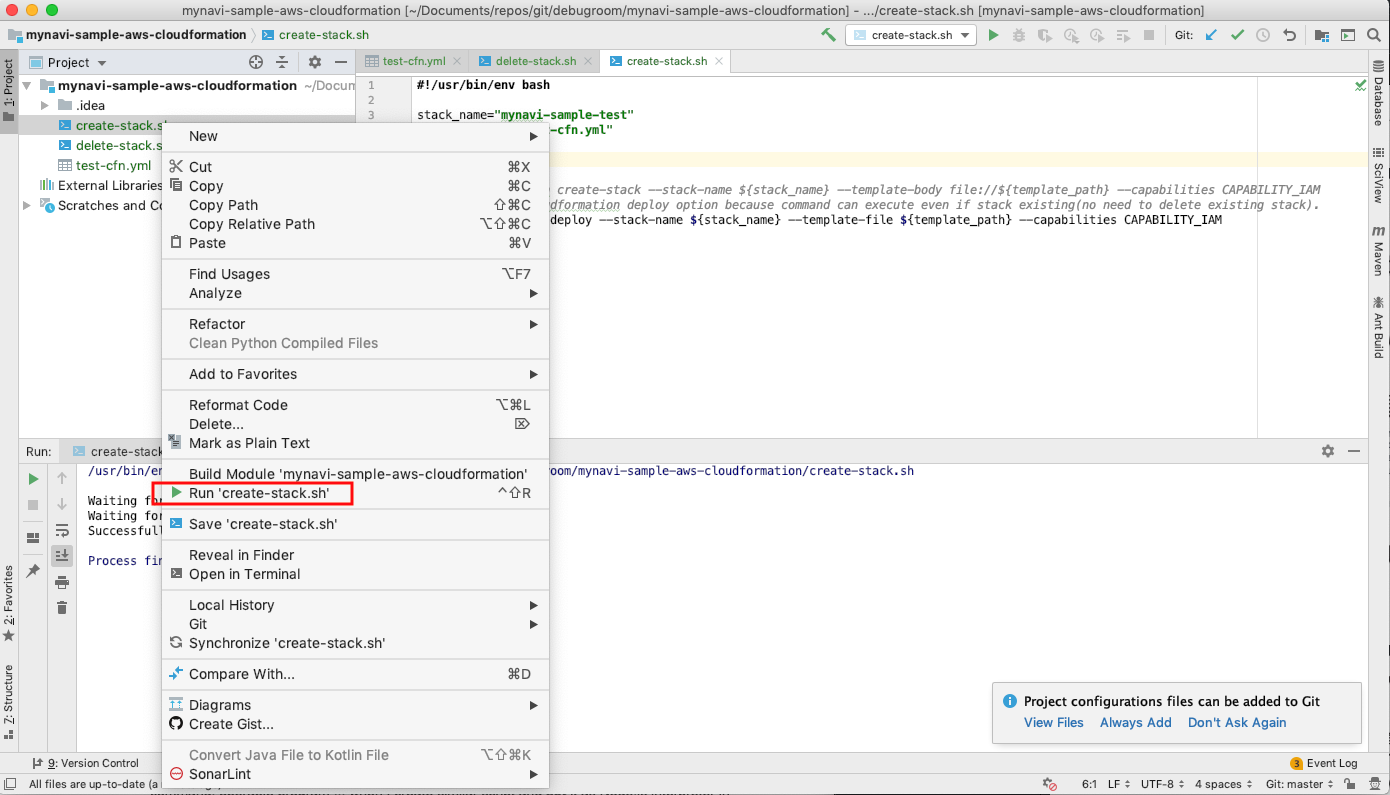 mynavi-sample-aws-cloudformation [~/Documents/repos/git/debugroom/mynavi-sample-aws-cloudformation] - .../create-stack.sh [mynavi-sample-aws-cloudformation]
mynavi-sample-aws-cloudformation create-stack.sh
create-stack.sh
Git:
1: Project
Project
test-cfn.yml
delete-stack.sh
create-stack.sh
mynavi-sample-aws-cloudformation ~/Docum
.idea
create-stack.s
delete-stack.s
test-cfn.yml
External Libraries
Scratches and Co
1 #!/usr/bin/env bash
2
3 stack_name="mynavi-sample-test"
-cfn.yml"
create-stack --stack-name ${stack_name} --template-body file://${template_path} --capabilities CAPABILITY_IAM
udformation deploy option because command can execute even if stack existing(no need to delete existing stack).
deploy --stack-name ${stack_name} --template-file ${template_path} --capabilities CAPABILITY_IAM
Database
SciView
m Maven
Ant Build
New
Cut ⌘X
Copy ⌘C
Copy Path ⇧⌘C
Copy Relative Path ⌥⇧⌘C
Paste ⌘V
Find Usages ⌥F7
Analyze
Refactor
Clean Python Compiled Files
Add to Favorites
Reformat Code ⌥⌘L
Delete... ⌦
Mark as Plain Text
Build Module 'mynavi-sample-aws-cloudformation'
Run 'create-stack.sh' ^⇧R
Save 'create-stack.sh'
Reveal in Finder
Open in Terminal
Local History
Git
Synchronize 'create-stack.sh'
Compare With... ⌘D
Diagrams
Create Gist...
Convert Java File to Kotlin File ⌥⇧⌘K
SonarLint
Run: create-stack
/usr/bin/en
room/mynavi-sample-aws-cloudformation/create-stack.sh
Waiting for
Waiting for
Successfull
Process fin
2: Favorites
7: Structure
Project configurations files can be added to Git
View Files Always Add Don't Ask Again
9: Version Control
3 Event Log
All files are up-to-date (a
6:1 LF UTF-8 4 spaces Git: master